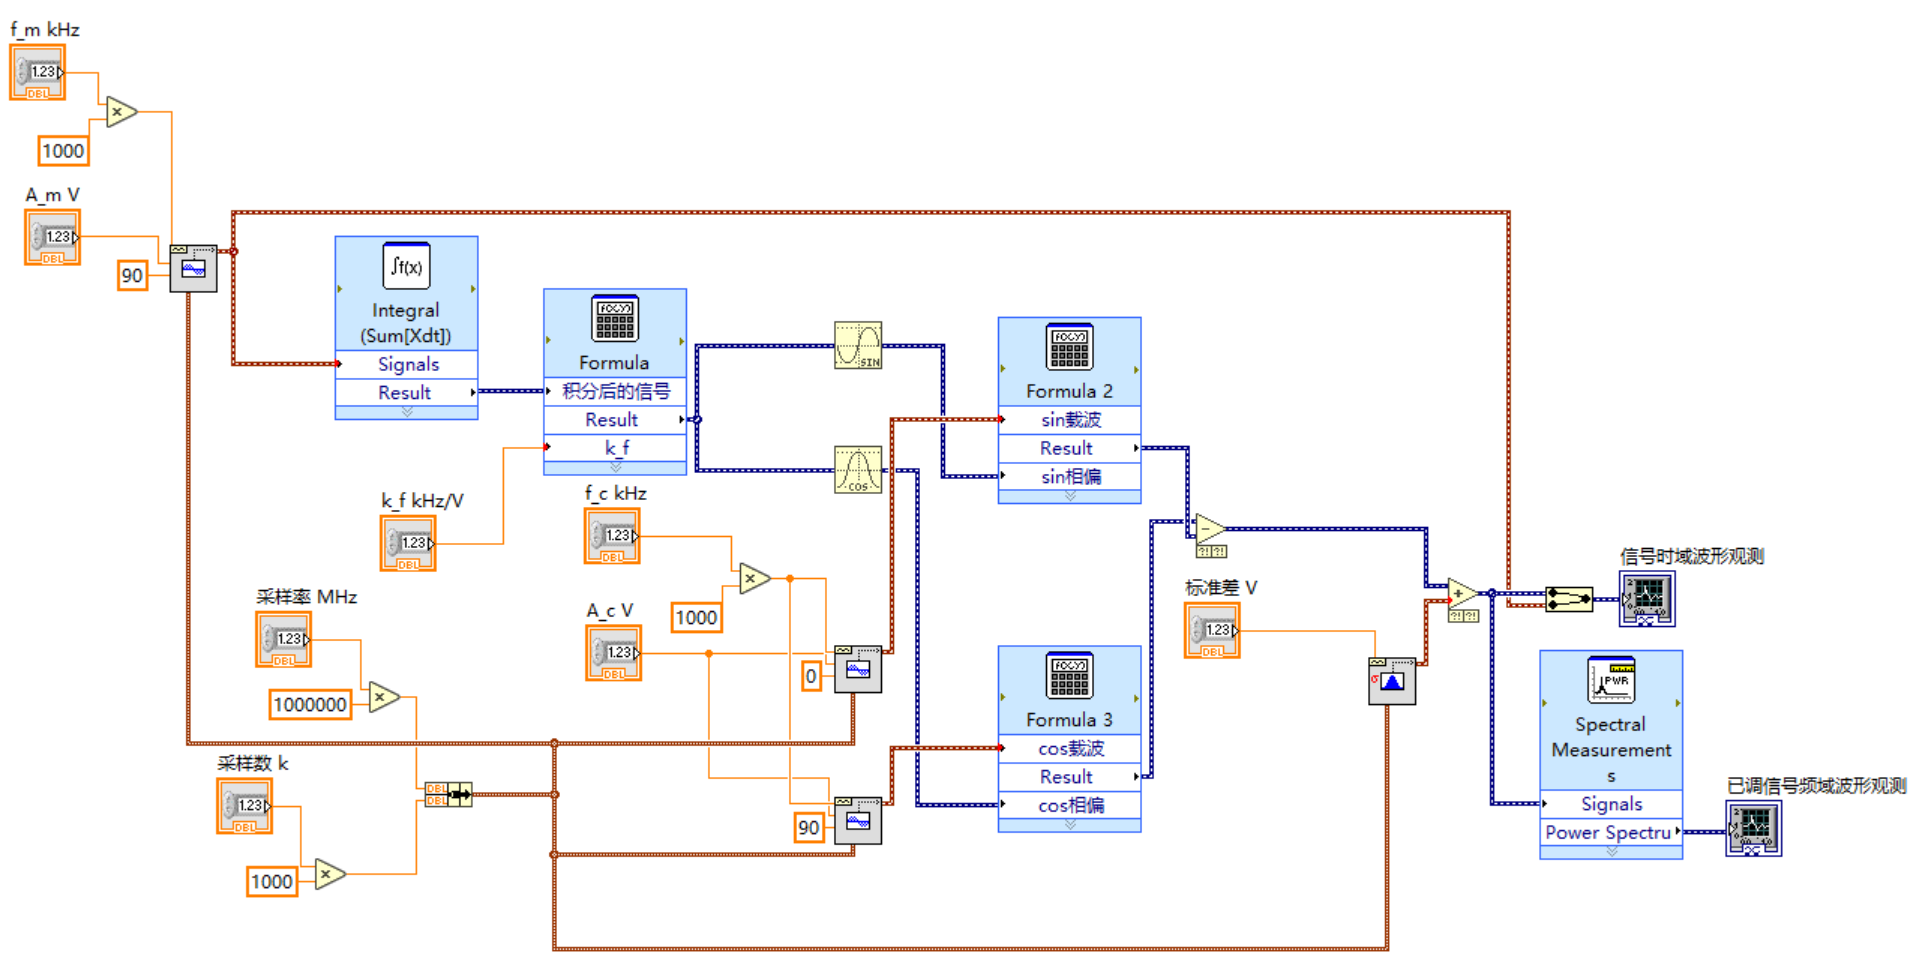 f_m kHz
1.23
DBL
×
1000
A_m V
1.23
DBL
90
∫f(x)
Integral
(Sum[Xdt])
Signals
Result
Formula
积分后的信号
Result
k_f
k_f kHz/V
1.23
DBL
SIN
COS
Formula 2
sin载波
Result
sin相偏
f_c kHz
1.23
DBL
×
1000
A_c V
1.23
DBL
0
90
采样率 MHz
1.23
DBL
×
1000000
采样数 k
1.23
DBL
×
1000
DBL
DBL
Formula 3
cos载波
Result
cos相偏
-
?!?!
标准差 V
1.23
DBL
σ
+
?!?!
信号时域波形观测
PWR
Spectral
Measurement
s
Signals
Power Spectru
已调信号频域波形观测